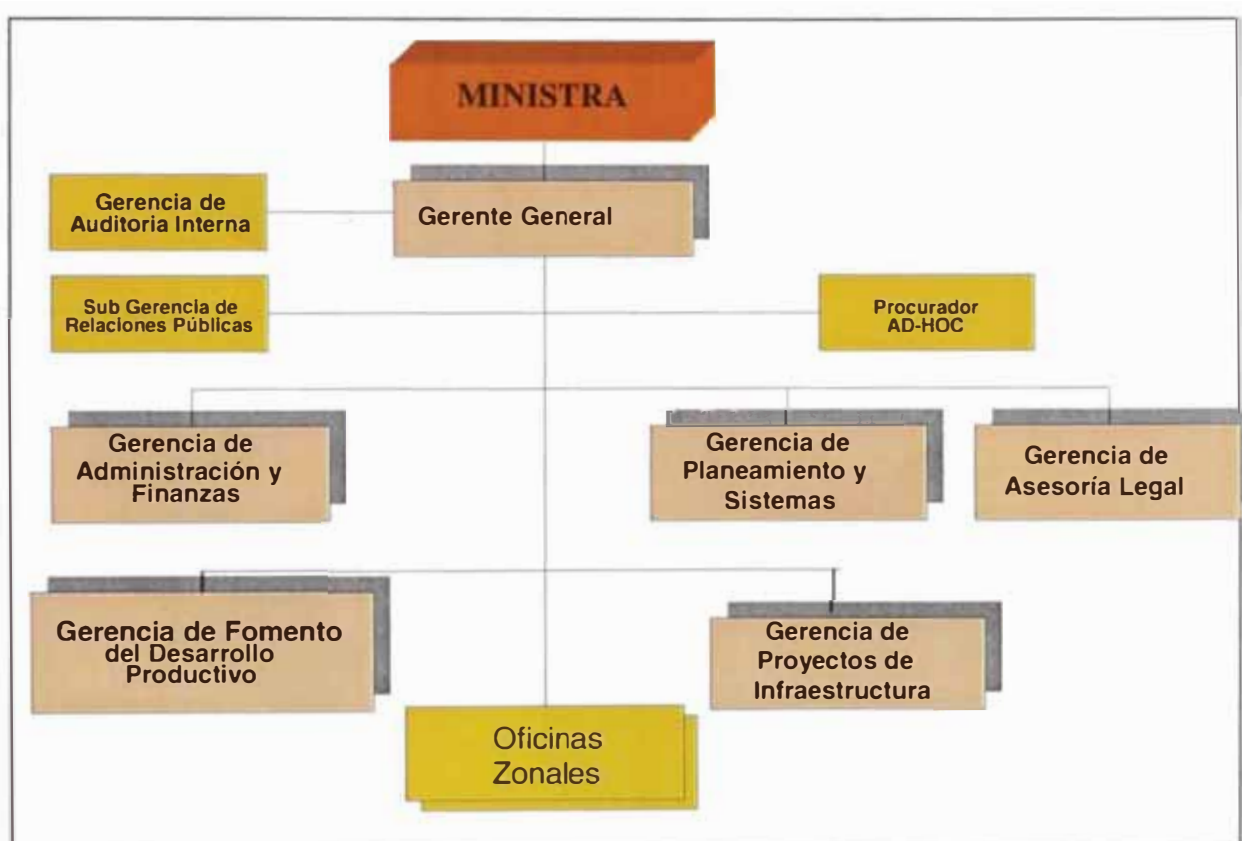 MINISTRA
Gerencia de
Auditoria Interna
Gerente General
Sub Gerencia de
Relaciones Públicas
Procurador
AD-HOC
Gerencia de
Administración y
Finanzas
Gerencia de
Planeamiento y
Sistemas
Gerencia de
Asesoría Legal
Gerencia de Fomento
del Desarrollo
Productivo
Gerencia de
Proyectos de
Infraestructura
Oficinas
Zonales